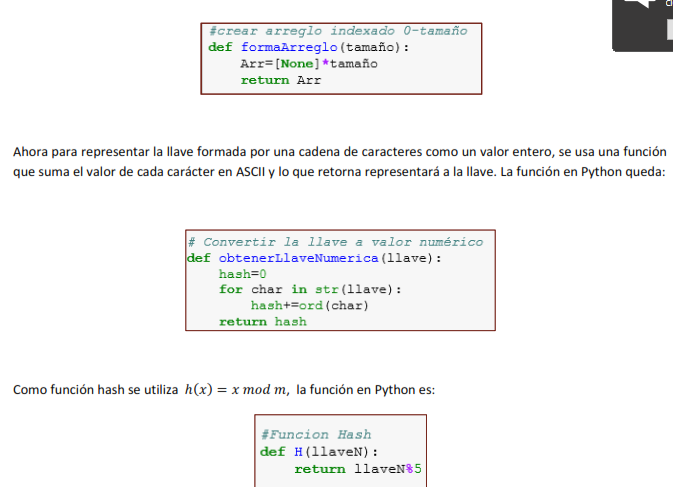 #crear arreglo indexado 0-tamaño
def formaArreglo(tamaño):
    Arr=[None]*tamaño
    return Arr
Ahora para representar la llave formada por una cadena de caracteres como un valor entero, se usa una función
que suma el valor de cada carácter en ASCII y lo que retorna representará a la llave. La función en Python queda:
# Convertir la llave a valor numérico
def obtenerLlaveNumerica(llave):
    hash=0
    for char in str(llave):
        hash+=ord(char)
    return hash
Como función hash se utiliza h(x) = x mod m, la función en Python es:
#Funcion Hash
def H(llaveN):
    return llaveN%5